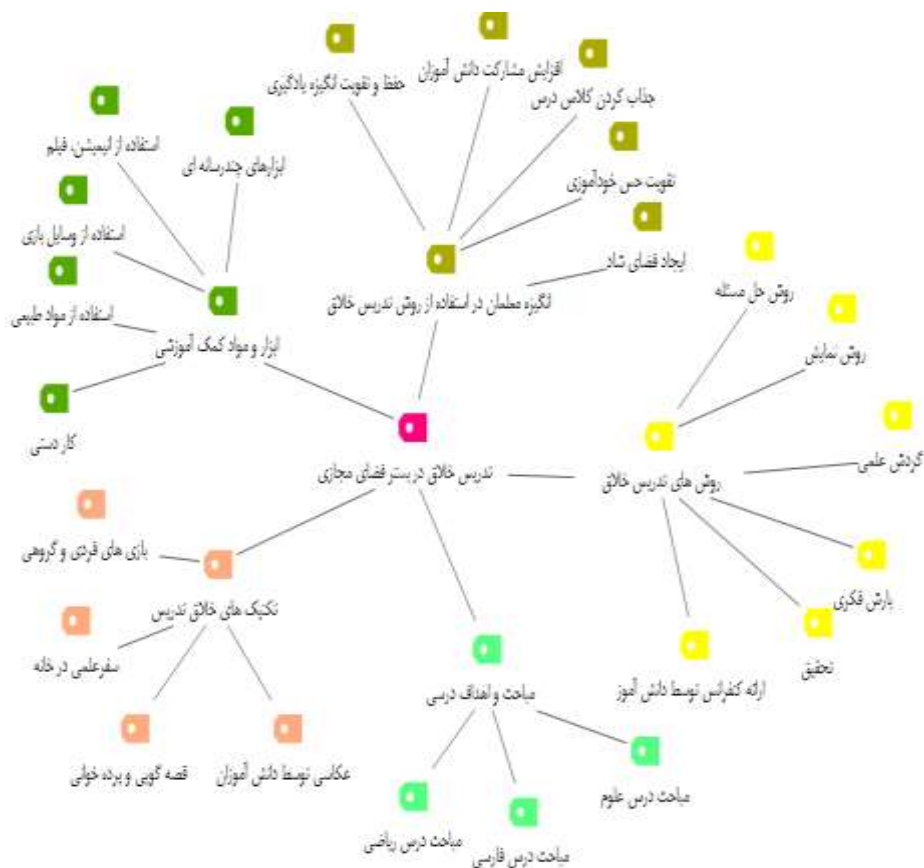 افزایش مشارکت دانش آموزان
حفظ و تقویت انگیزه یادگیری
جذاب کردن کلاس درس
تقویت حس خودآموزی
ایجاد فضای شاد
انگیزه معلمان در استفاده از روش تدریس خلاق
استفاده از انیمیشن، فیلم
ابزارهای چندرسانه ای
استفاده از وسایل بازی
استفاده از مواد طبیعی
ابزار و مواد کمک آموزشی
کار دستی
روش حل مسئله
روش نمایش
گردش علمی
روش های تدریس خلاق
بارش فکری
تحقیق
ارائه کنفرانس توسط دانش آموز
تدریس خلاق در بستر فضای مجازی
بازی های فردی و گروهی
تکنیک های خلاق تدریس
سفرعلمی در خانه
قصه گویی و پرده خوانی
عکاسی توسط دانش آموزان
مباحث و اهداف درسی
مباحث درس علوم
مباحث درس فارسی
مباحث درس ریاضی